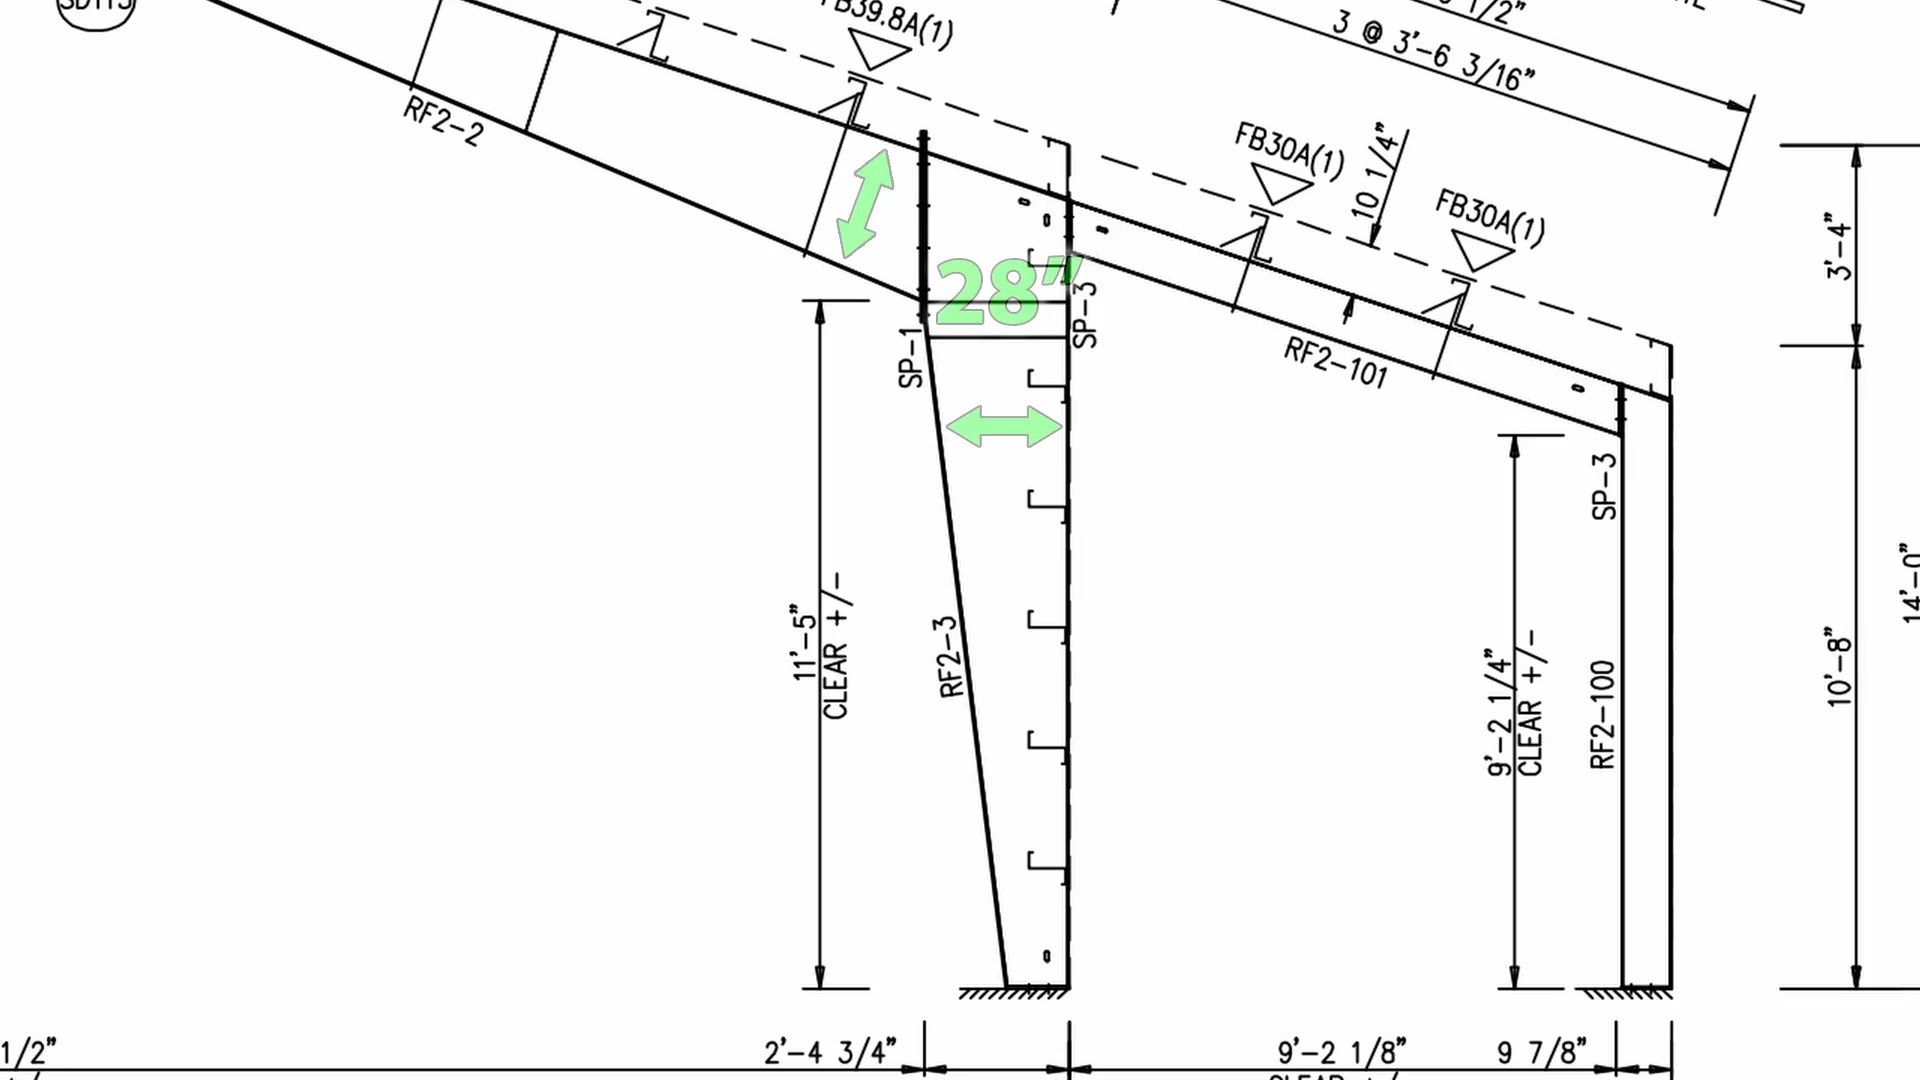 SD113
FB39.8A(1)
1/2"
3 @ 3'-6 3/16"
RF2-2
FB30A(1)
10 1/4"
FB30A(1)
3'-4"
28”
SP-3
SP-1
RF2-101
SP-3
11'-5"
CLEAR +/-
RF2-3
9'-2 1/4"
CLEAR +/-
RF2-100
10'-8"
14'-0"
1/2"
2'-4 3/4"
9'-2 1/8"
9 7/8"
CLEAR +/-